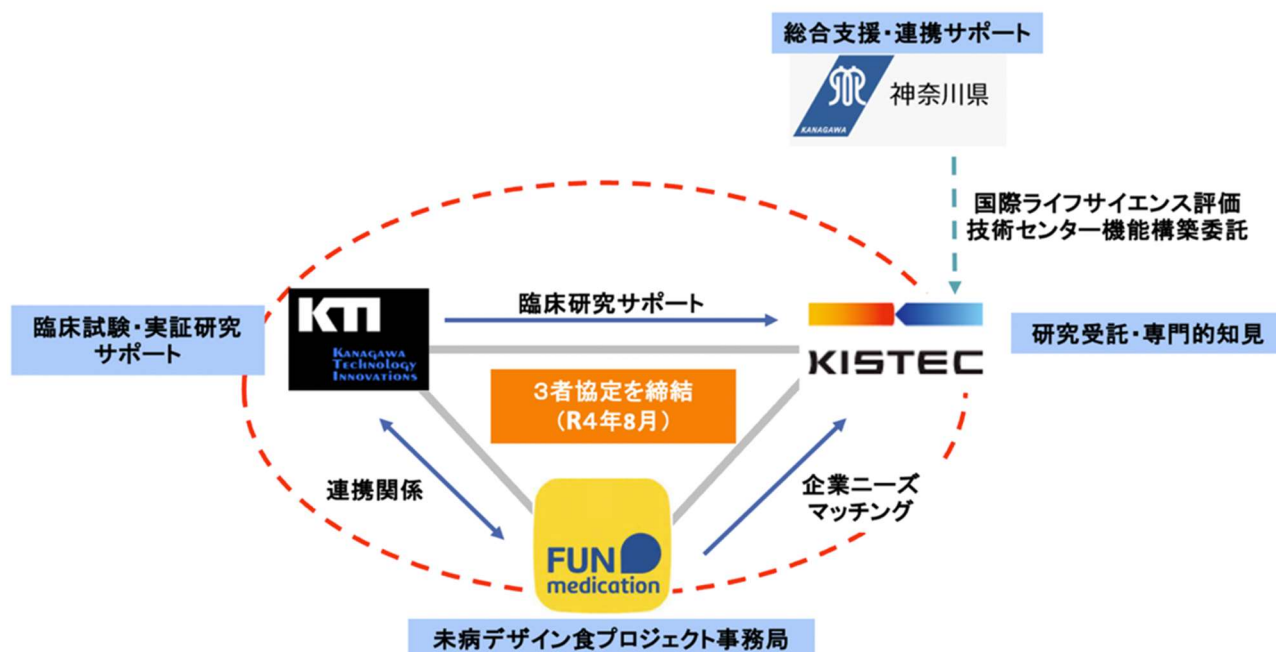 総合支援・連携サポート
KANAGAWA
神奈川県
国際ライフサイエンス評価
技術センター機能構築委託
臨床試験・実証研究
サポート
KTI
KANAGAWA
TECHNOLOGY
INNOVATIONS
臨床研究サポート
KISTEC
研究受託・専門的知見
3者協定を締結
(R4年8月)
連携関係
企業ニーズ
マッチング
FUN
medication
未病デザイン食プロジェクト事務局